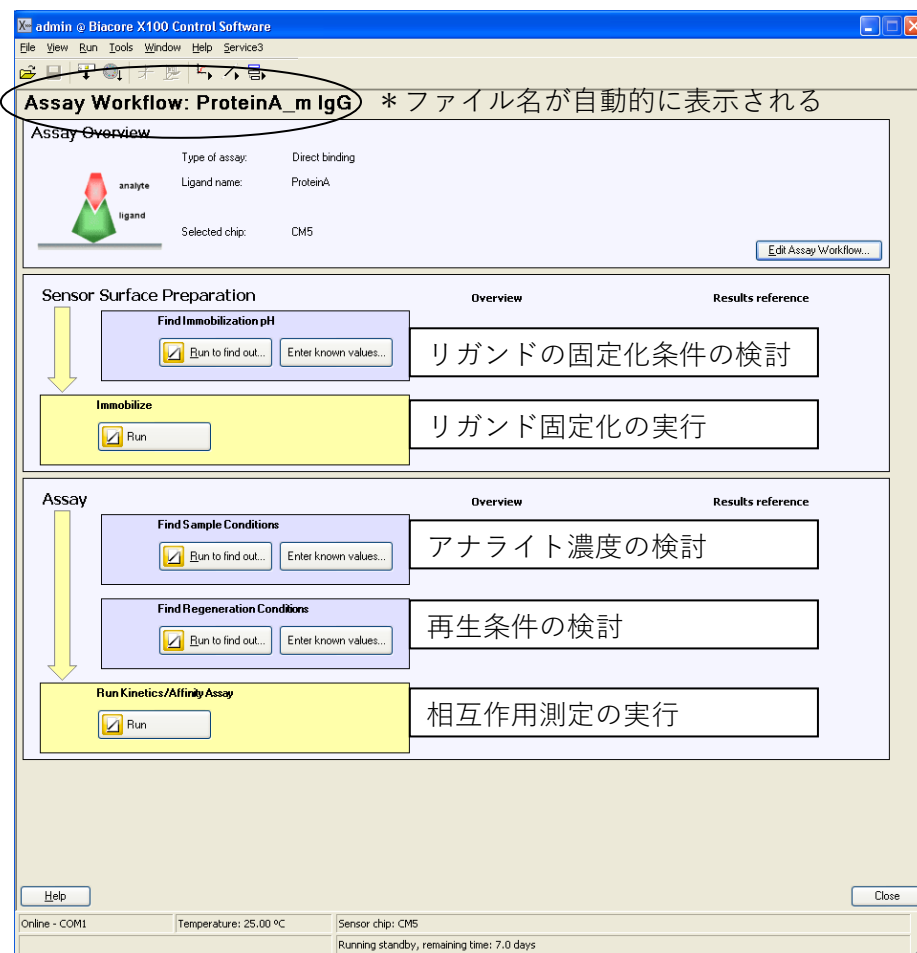 admin @ Biacore X100 Control Software
File View Run Tools Window Help Service3
Assay Workflow: ProteinA_m IgG ＊ファイル名が自動的に表示される
Assay Overview
Type of assay: Direct binding
analyte
Ligand name: ProteinA
ligand
Selected chip: CM5
Edit Assay Workflow...
Sensor Surface Preparation Overview Results reference
Find Immobilization pH
Run to find out... Enter known values... リガンドの固定化条件の検討
Immobilize
Run リガンド固定化の実行
Assay Overview Results reference
Find Sample Conditions
Run to find out... Enter known values... アナライト濃度の検討
Find Regeneration Conditions
Run to find out... Enter known values... 再生条件の検討
Run Kinetics/Affinity Assay
Run 相互作用測定の実行
Help Close
Online - COM1 Temperature: 25.00 ºC Sensor chip: CM5
Running standby, remaining time: 7.0 days